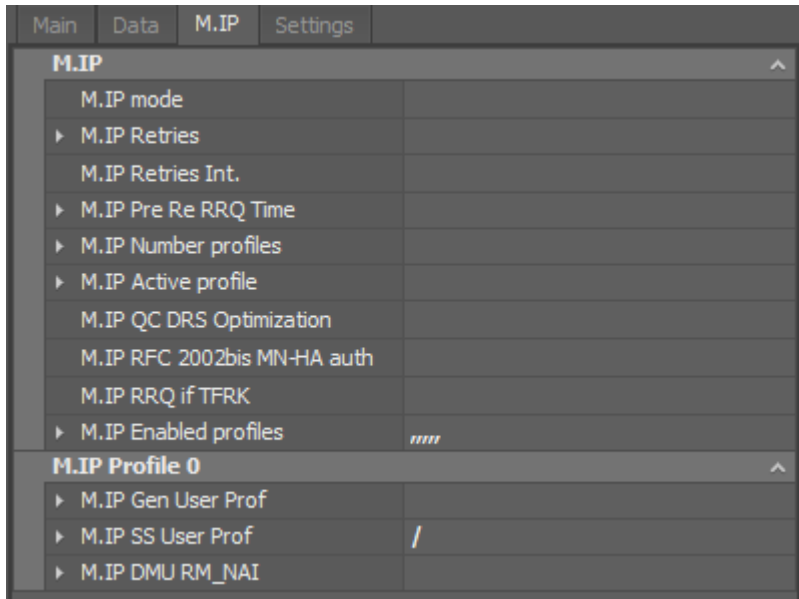 Main Data M.IP Settings
M.IP
M.IP mode
M.IP Retries
M.IP Retries Int.
M.IP Pre Re RRQ Time
M.IP Number profiles
M.IP Active profile
M.IP QC DRS Optimization
M.IP RFC 2002bis MN-HA auth
M.IP RRQ if TFRK
M.IP Enabled profiles ,,,,,
M.IP Profile 0
M.IP Gen User Prof
M.IP SS User Prof /
M.IP DMU RM_NAI